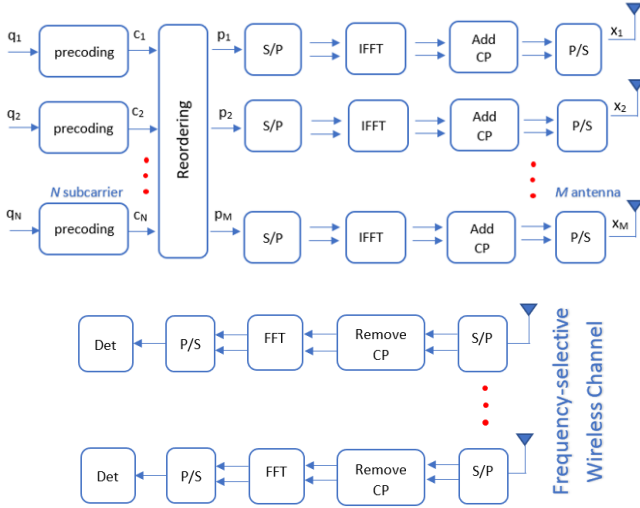 q1 precoding c1 p1 S/P IFFT Add CP P/S x1
q2 precoding c2 p2 S/P IFFT Add CP P/S x2
Reordering
N subcarrier M antenna
qN precoding cN pM S/P IFFT Add CP P/S xM
Det P/S FFT Remove CP S/P
Frequency-selective
Wireless Channel
Det P/S FFT Remove CP S/P